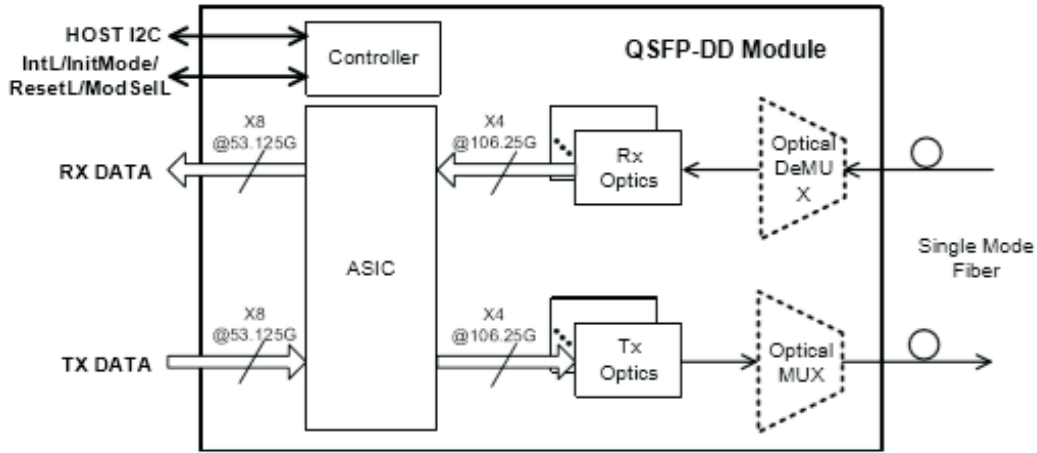 HOST I2C
IntL/InitMode/
ResetL/ModSelL
Controller
QSFP-DD Module
X8
@53.125G
X4
@106.25G
RX DATA
Rx
Optics
Optical
DeMU
X
ASIC
Single Mode
Fiber
X8
@53.125G
X4
@106.25G
TX DATA
Tx
Optics
Optical
MUX